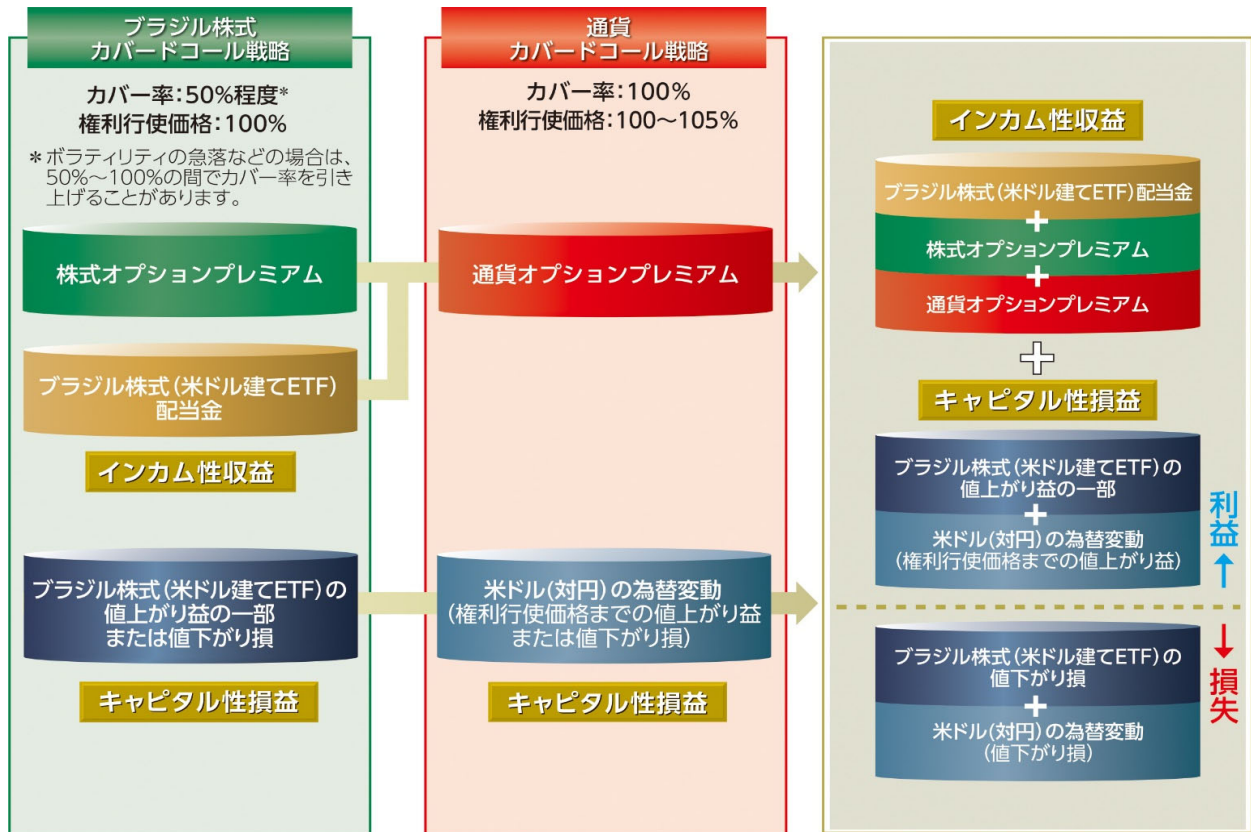 ブラジル株式
カバードコール戦略
カバー率:50%程度*
権利行使価格:100%
*ボラティリティの急落などの場合は、
50%~100%の間でカバー率を引き
上げることがあります。
株式オプションプレミアム
ブラジル株式(米ドル建てETF)
配当金
インカム性収益
ブラジル株式(米ドル建てETF)の
値上がり益の一部
または値下がり損
キャピタル性損益
通貨
カバードコール戦略
カバー率:100%
権利行使価格:100~105%
通貨オプションプレミアム
米ドル(対円)の為替変動
(権利行使価格までの値上がり益
または値下がり損)
キャピタル性損益
インカム性収益
ブラジル株式(米ドル建てETF)配当金
+
株式オプションプレミアム
+
通貨オプションプレミアム
+
キャピタル性損益
ブラジル株式(米ドル建てETF)の
値上がり益の一部
+
米ドル(対円)の為替変動
(権利行使価格までの値上がり益)
利益↑
ブラジル株式(米ドル建てETF)の
値下がり損
+
米ドル(対円)の為替変動
(値下がり損)
↓損失